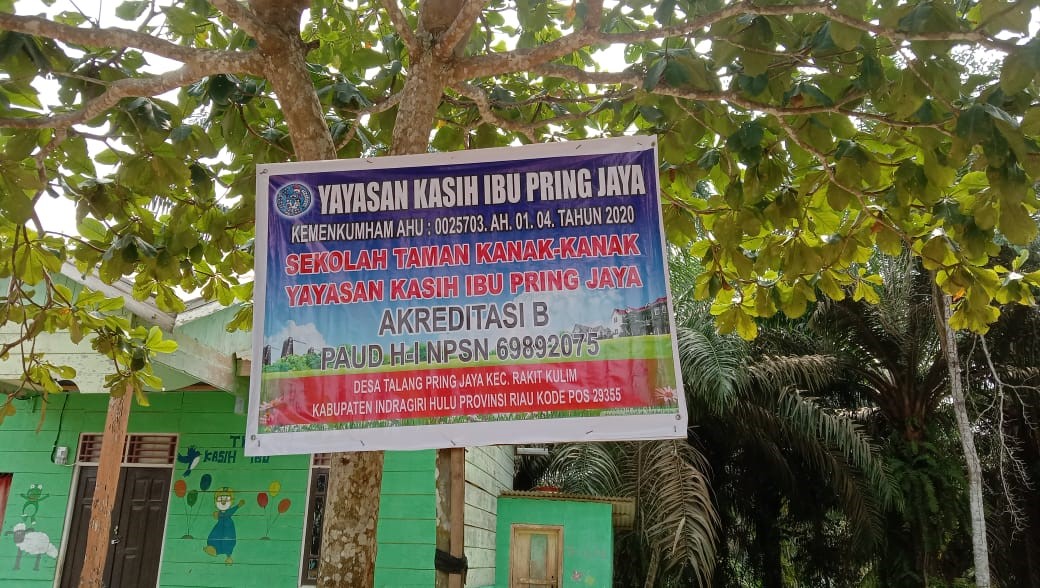 YAYASAN KASIH IBU PRING JAYA
KEMENKUMHAM AHU : 0025703. AH. 01. 04. TAHUN 2020
SEKOLAH TAMAN KANAK-KANAK
YAYASAN KASIH IBU PRING JAYA
AKREDITASI B
PAUD H-I NPSN 69892075
DESA TALANG PRING JAYA KEC. RAKIT KULIM
KABUPATEN INDRAGIRI HULU PROVINSI RIAU KODE POS 29355
KASIH IBU